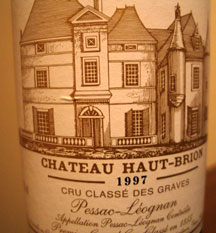 CHATEAU HAUT-BRION
1997
CRU CLASSÉ DES GRAVES
Pessac-Léognan
Appellation Pessac-Léognan Contrôlée